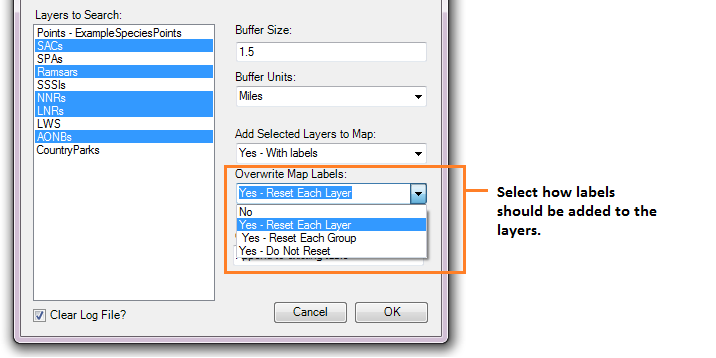 Layers to Search:
Points - ExampleSpeciesPoints
SACs
SPAs
Ramsars
SSSIs
NNRs
LNRs
LWS
AONBs
CountryParks
Clear Log File?
Buffer Size:
1.5
Buffer Units:
Miles
Add Selected Layers to Map:
Yes - With labels
Overwrite Map Labels:
Yes - Reset Each Layer
No
Yes - Reset Each Layer
Yes - Reset Each Group
Yes - Do Not Reset
Cancel
OK
Select how labels
should be added to the
layers.